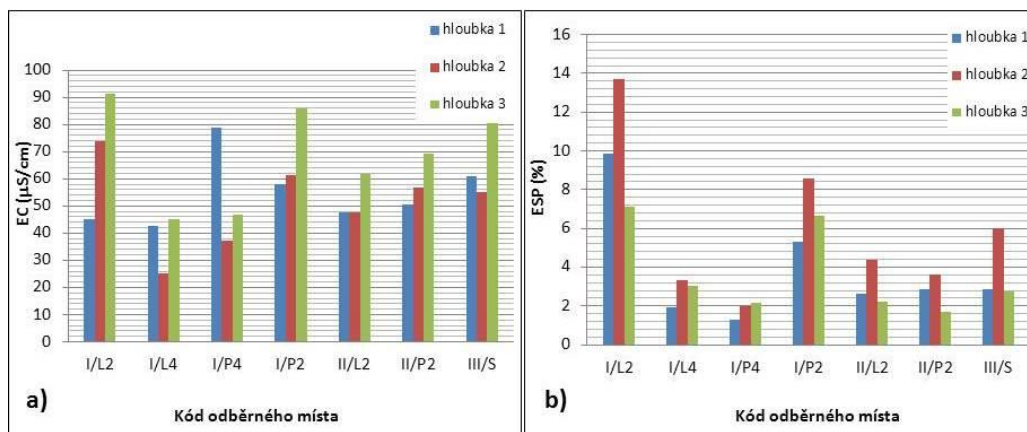 hloubka 1
hloubka 2
hloubka 3
100
90
80
70
60
50
40
30
20
10
0
EC (µS/cm)
I/L2 I/L4 I/P4 I/P2 II/L2 II/P2 III/S
a)
Kód odběrného místa
16
14
12
10
8
6
4
2
0
ESP (%)
hloubka 1
hloubka 2
hloubka 3
I/L2 I/L4 I/P4 I/P2 II/L2 II/P2 III/S
b)
Kód odběrného místa